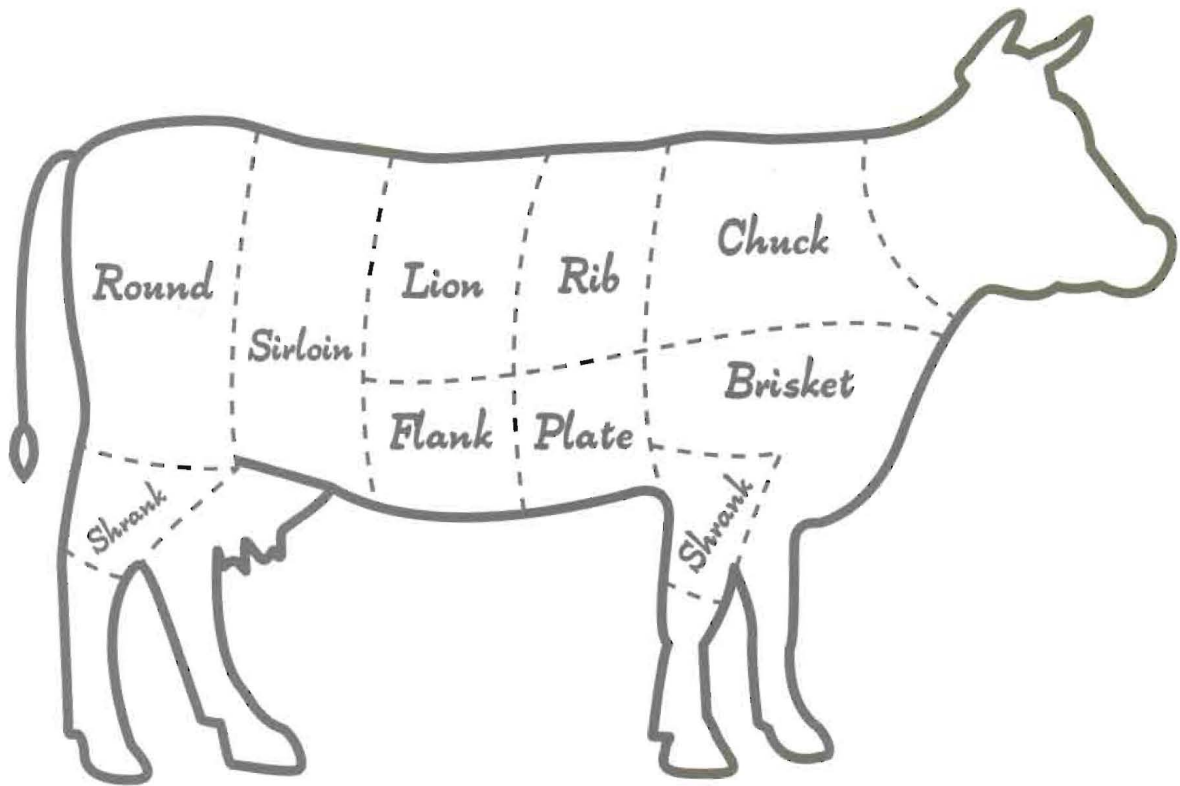 Chuck
Round
Lion
Rib
Sirloin
Brisket
Flank
Plate
Shrank
Shrank